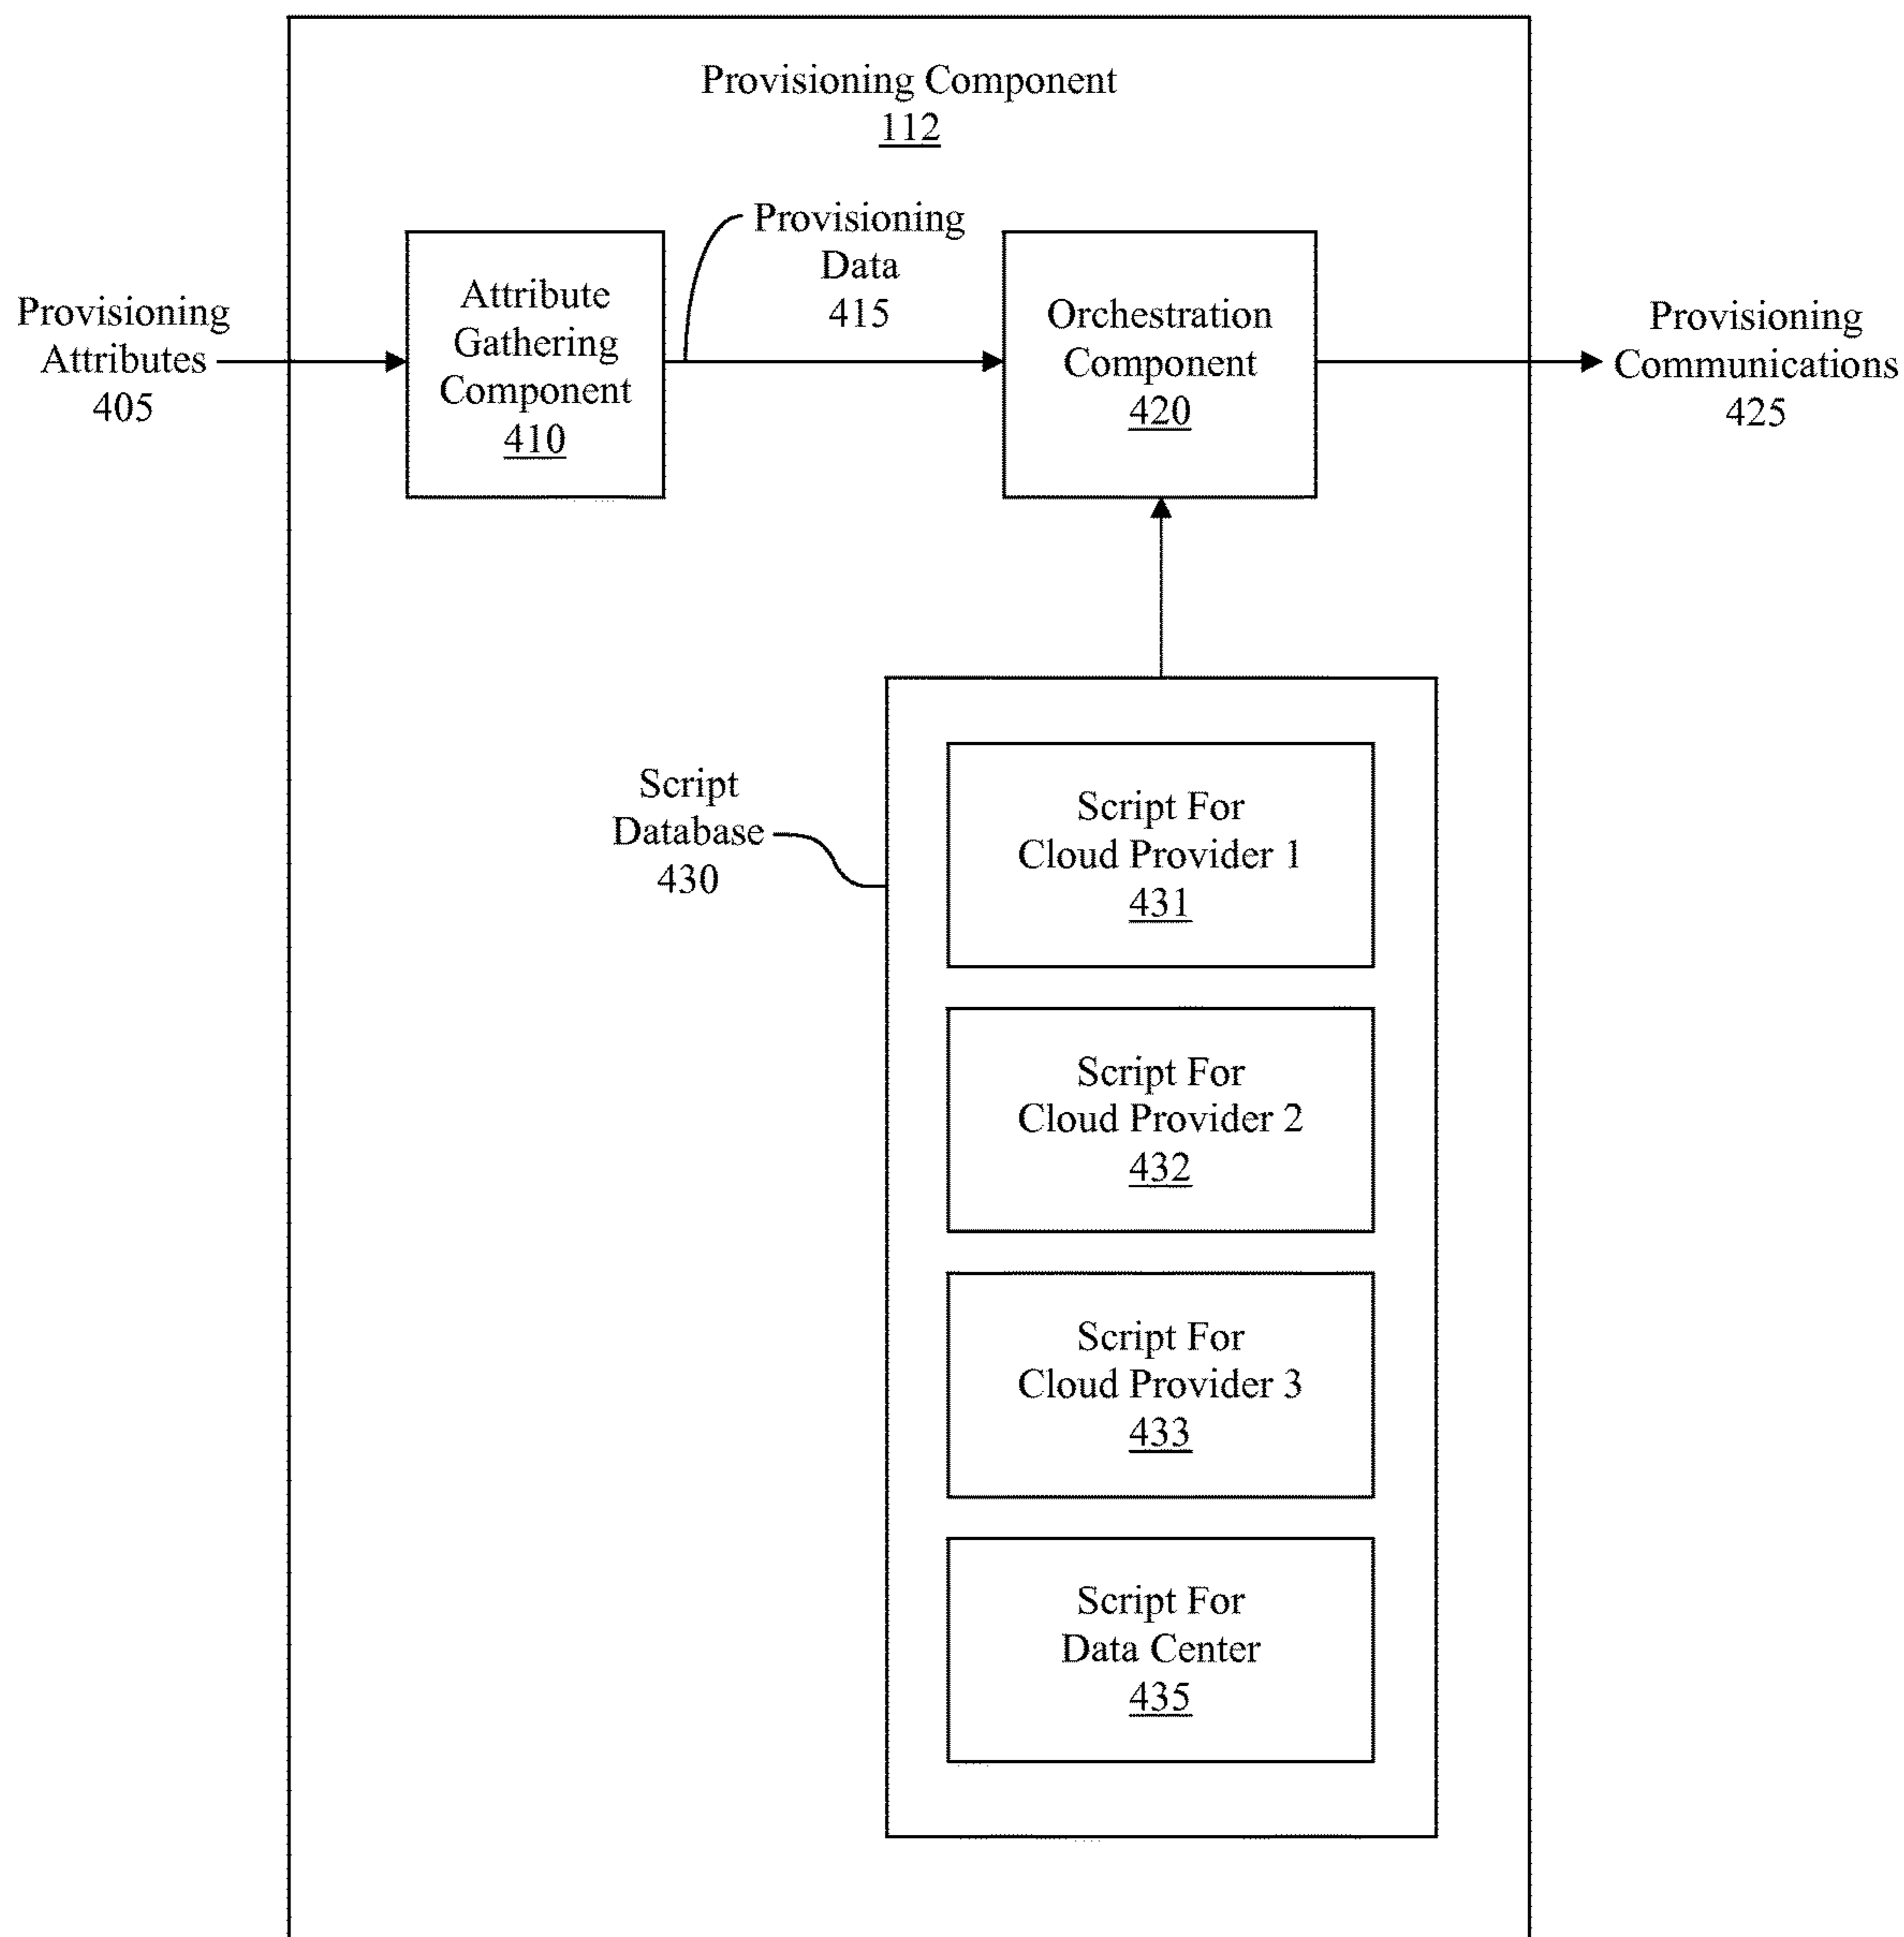 Provisioning Component
112
Provisioning
Attributes
405
Attribute
Gathering
Component
410
Provisioning
Data
415
Orchestration
Component
420
Provisioning
Communications
425
Script
Database
430
Script For
Cloud Provider 1
431
Script For
Cloud Provider 2
432
Script For
Cloud Provider 3
433
Script For
Data Center
435